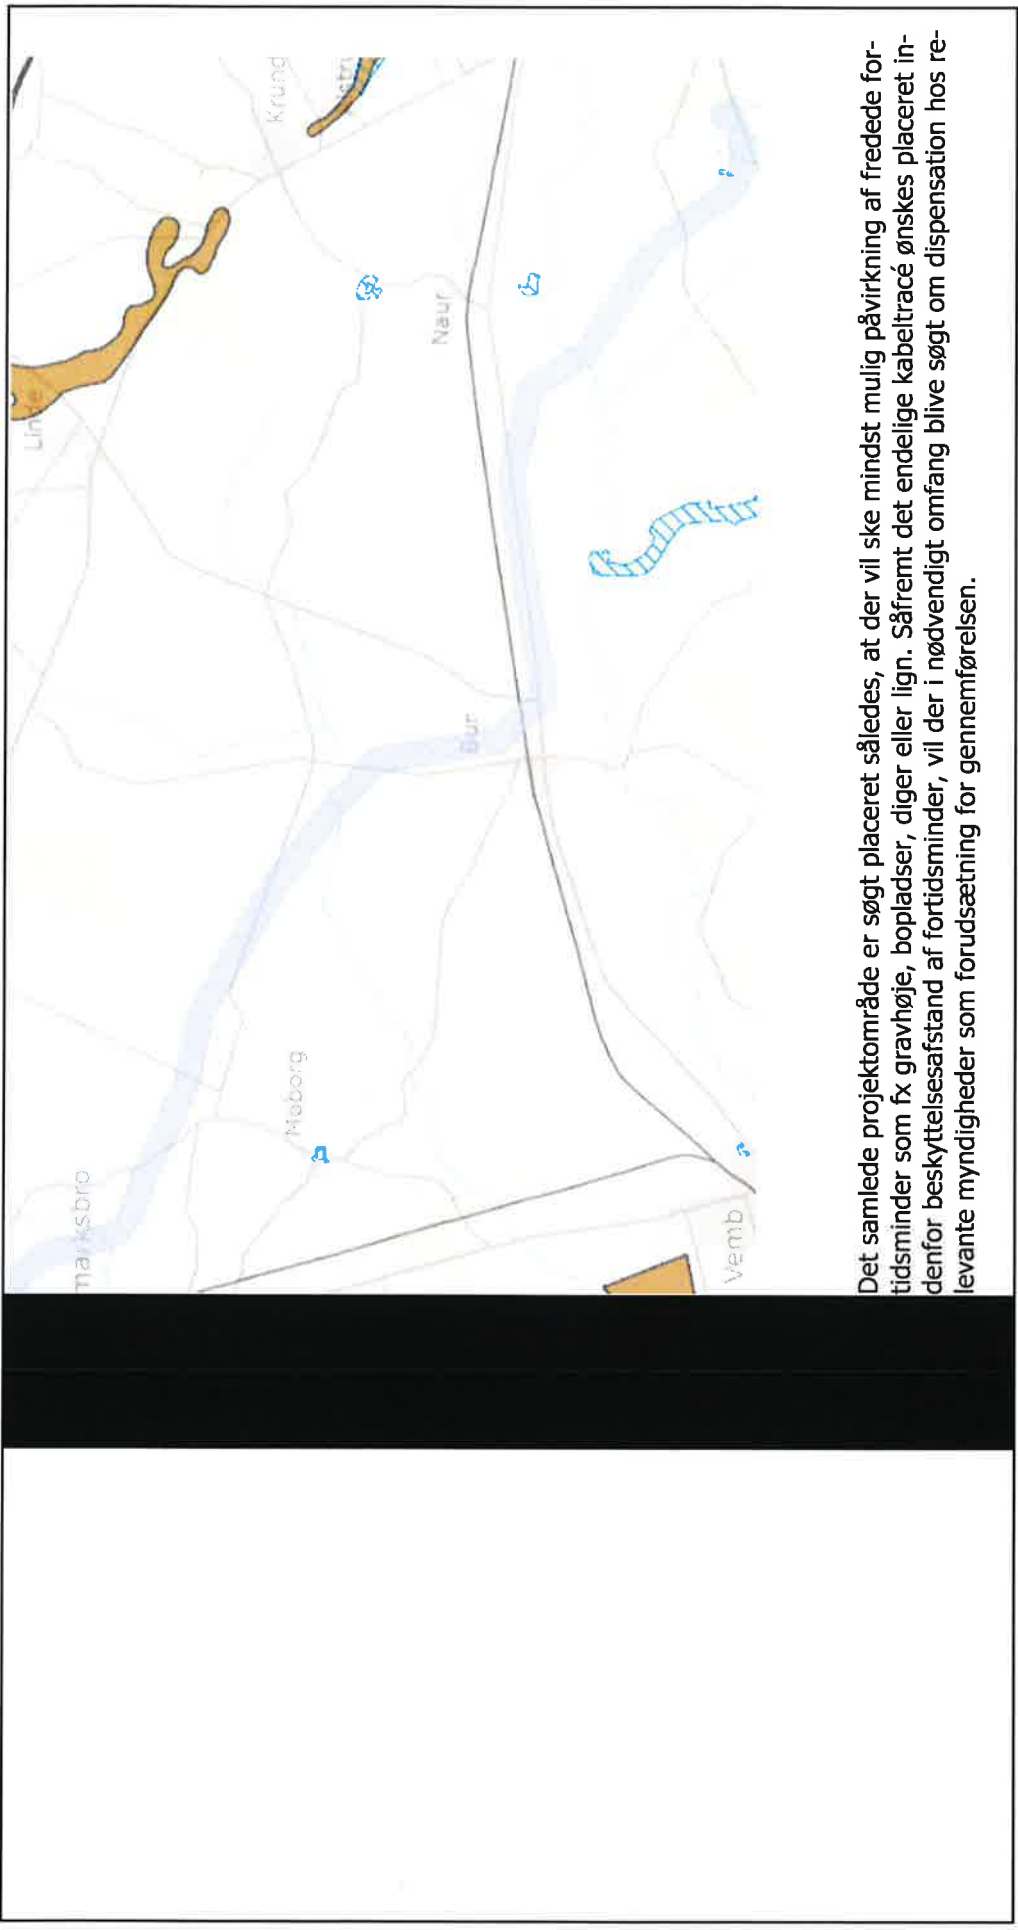 marksbro
Linde
Møborg
Krund
Bur
Naur
Vemb
Det samlede projektområde er søgt placeret således, at der vil ske mindst mulig påvirkning af fredede for-
tidsminder som fx gravhøje, bopladser, diger eller lign. Såfremt det endelige kabeltracé ønskes placeret in-
denfor beskyttelsesafstand af fortidsminder, vil der i nødvendigt omfang blive søgt om dispensation hos re-
levante myndigheder som forudsætning for gennemførelsen.